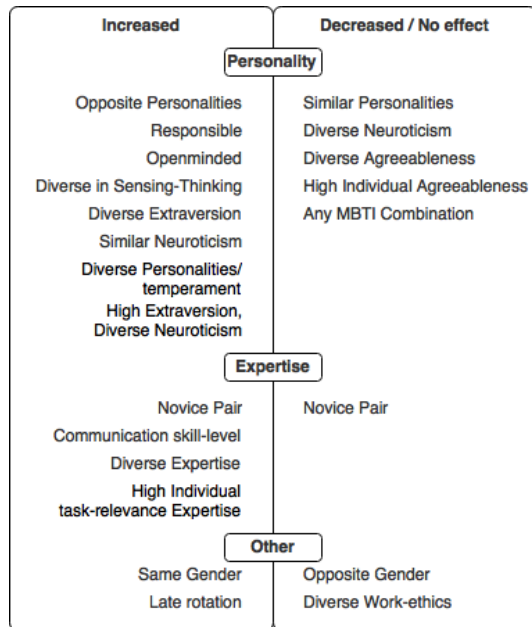 Increased
Decreased / No effect
Personality
Opposite Personalities
Similar Personalities
Responsible
Diverse Neuroticism
Openminded
Diverse Agreeableness
Diverse in Sensing-Thinking
High Individual Agreeableness
Diverse Extraversion
Any MBTI Combination
Similar Neuroticism
Diverse Personalities/
temperament
High Extraversion,
Diverse Neuroticism
Expertise
Novice Pair
Novice Pair
Communication skill-level
Diverse Expertise
High Individual
task-relevance Expertise
Other
Same Gender
Opposite Gender
Late rotation
Diverse Work-ethics